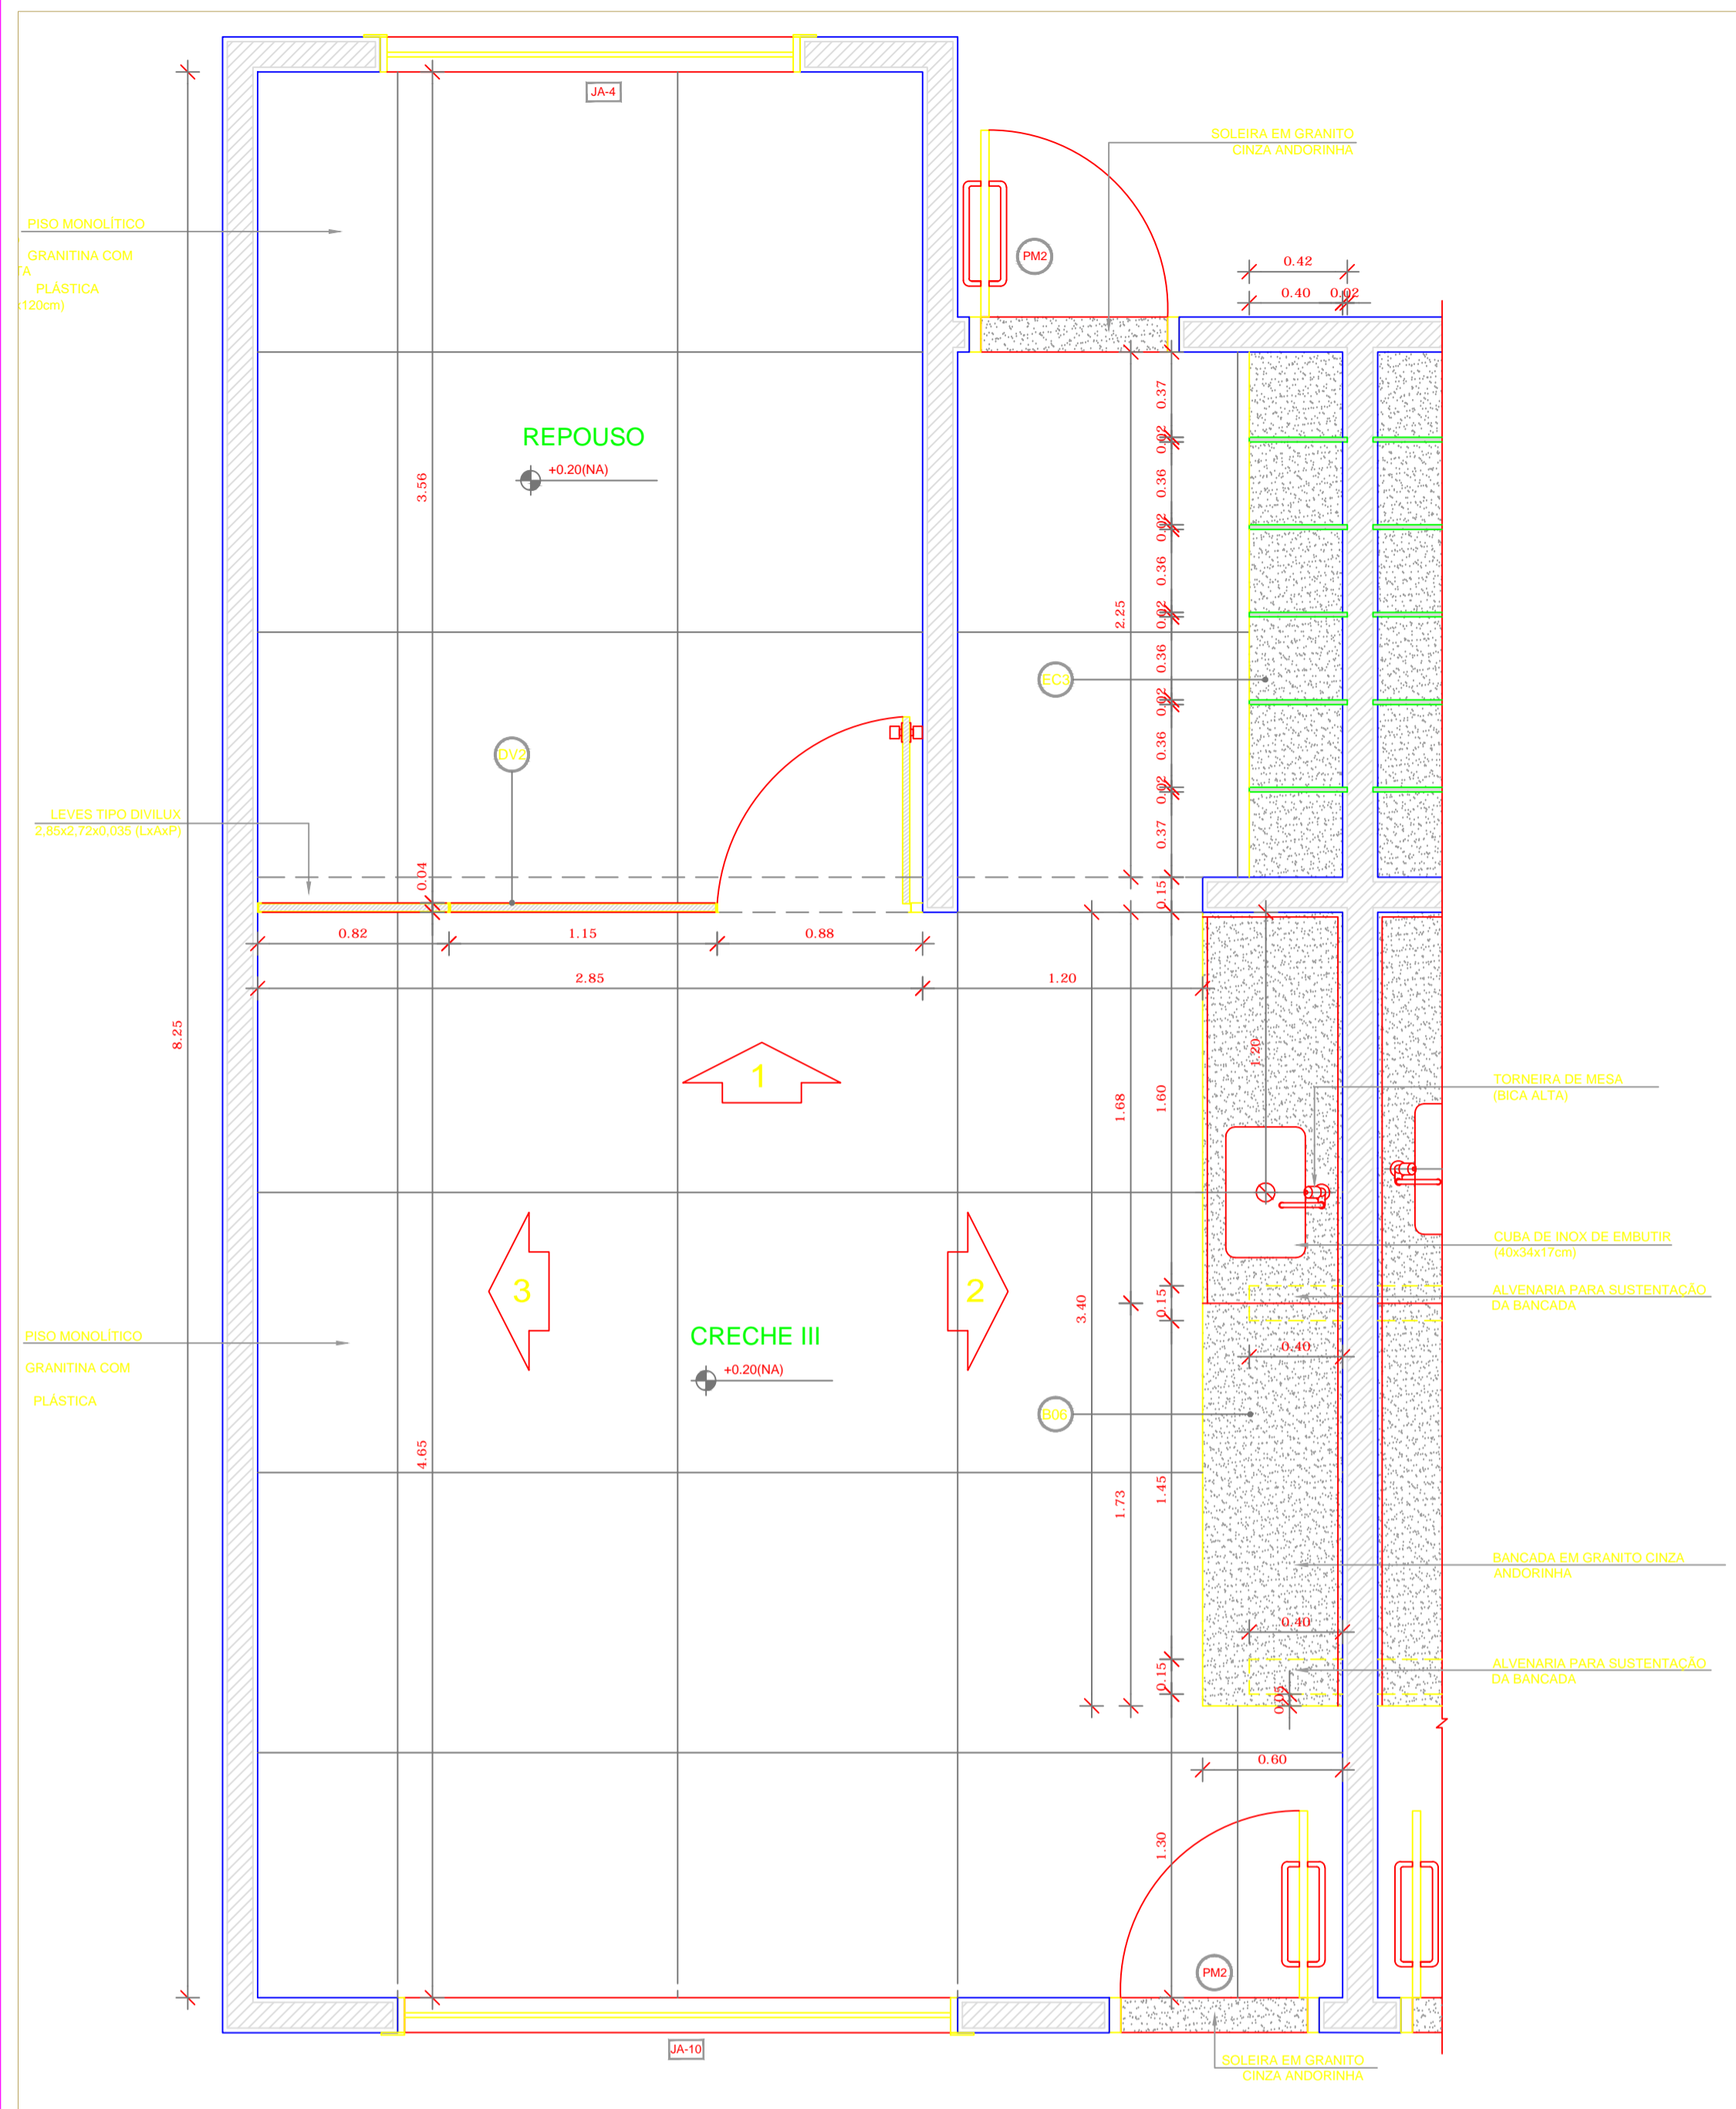 JA-4
SOLEIRA EM GRANITO
CINZA ANDORINHA
PISO MONOLÍTICO
GRANITINA COM
TA
PLÁSTICA
120cm)
PM2
0.42
0.40
0.02
0.37
0.02
0.36
0.02
0.36
0.02
0.36
0.02
0.36
0.02
0.37
0.15
REPOUSO
+0.20(NA)
3.56
2.25
EC3
DV2
LEVES TIPO DIVILUX
2.85x2.72x0.035 (LxAxP)
0.04
0.82
1.15
0.88
2.85
1.20
8.25
1
1.20
1.68
1.60
TORNEIRA DE MESA
(BICA ALTA)
CUBA DE INOX DE EMBUTIR
(40x34x17cm)
3
2
3.40
0.15
ALVENARIA PARA SUSTENTAÇÃO
DA BANCADA
CRECHE III
+0.20(NA)
0.40
PISO MONOLÍTICO
GRANITINA COM
PLÁSTICA
B06
4.65
1.73
1.45
BANCADA EM GRANITO CINZA
ANDORINHA
0.40
0.15
0.05
ALVENARIA PARA SUSTENTAÇÃO
DA BANCADA
0.60
1.30
PM2
JA-10
SOLEIRA EM GRANITO
CINZA ANDORINHA